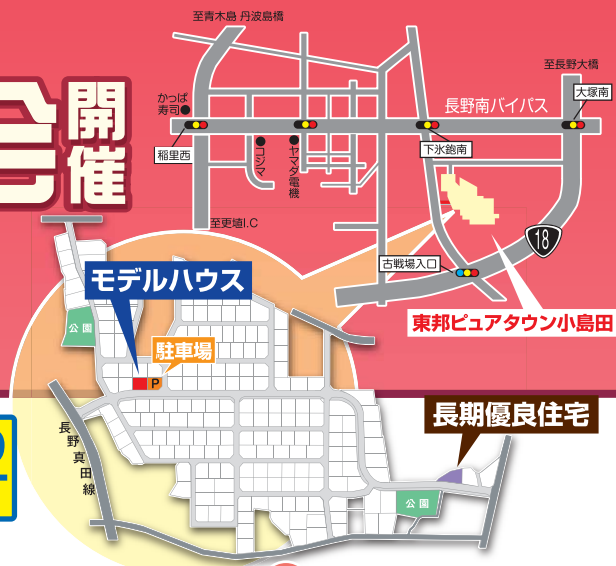 至青木島 丹波島橋
至長野大橋
開催
かっぱ
寿司
長野南バイパス
大塚南
稲里西
コジマ
ヤマダ電機
下氷鉋南
至更埴I.C
18
古戦場入口
東邦ピュアタウン小島田
モデルハウス
公園
駐車場
P
長期優良住宅
長野真田線
公園